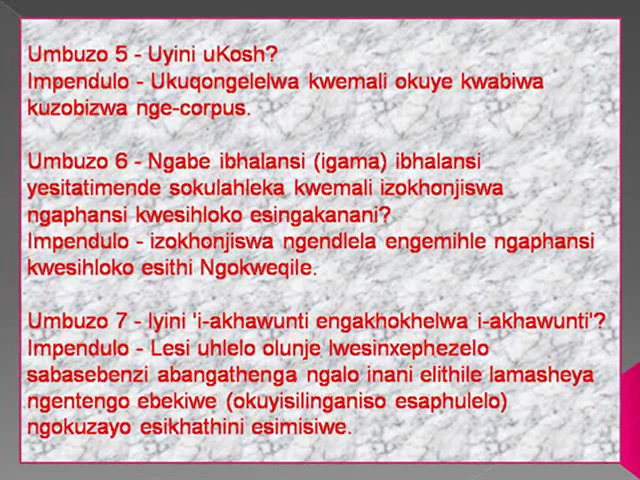 Umbuzo 5 - Uyini uKosh?
Impendulo - Ukuqongelelwa kwemali okuye kwabiwa
kuzobizwa nge-corpus.
Umbuzo 6 - Ngabe ibhalansi (igama) ibhalansi
yesitatimende sokulahleka kwemali izokhonjiswa
ngaphansi kwesihloko esingakanani?
Impendulo - izokhonjiswa ngendlela engemihle ngaphansi
kwesihloko esithi Ngokweqile.
Umbuzo 7 - Iyini 'i-akhawunti engakhokhelwa i-akhawunti'?
Impendulo - Lesi uhlelo olunje lwesinxephezelo
sabasebenzi abangathenga ngalo inani elithile lamasheya
ngentengo ebekiwe (okuyisilinganiso esaphulelo)
ngokuzayo esikhathini esimisiwe.